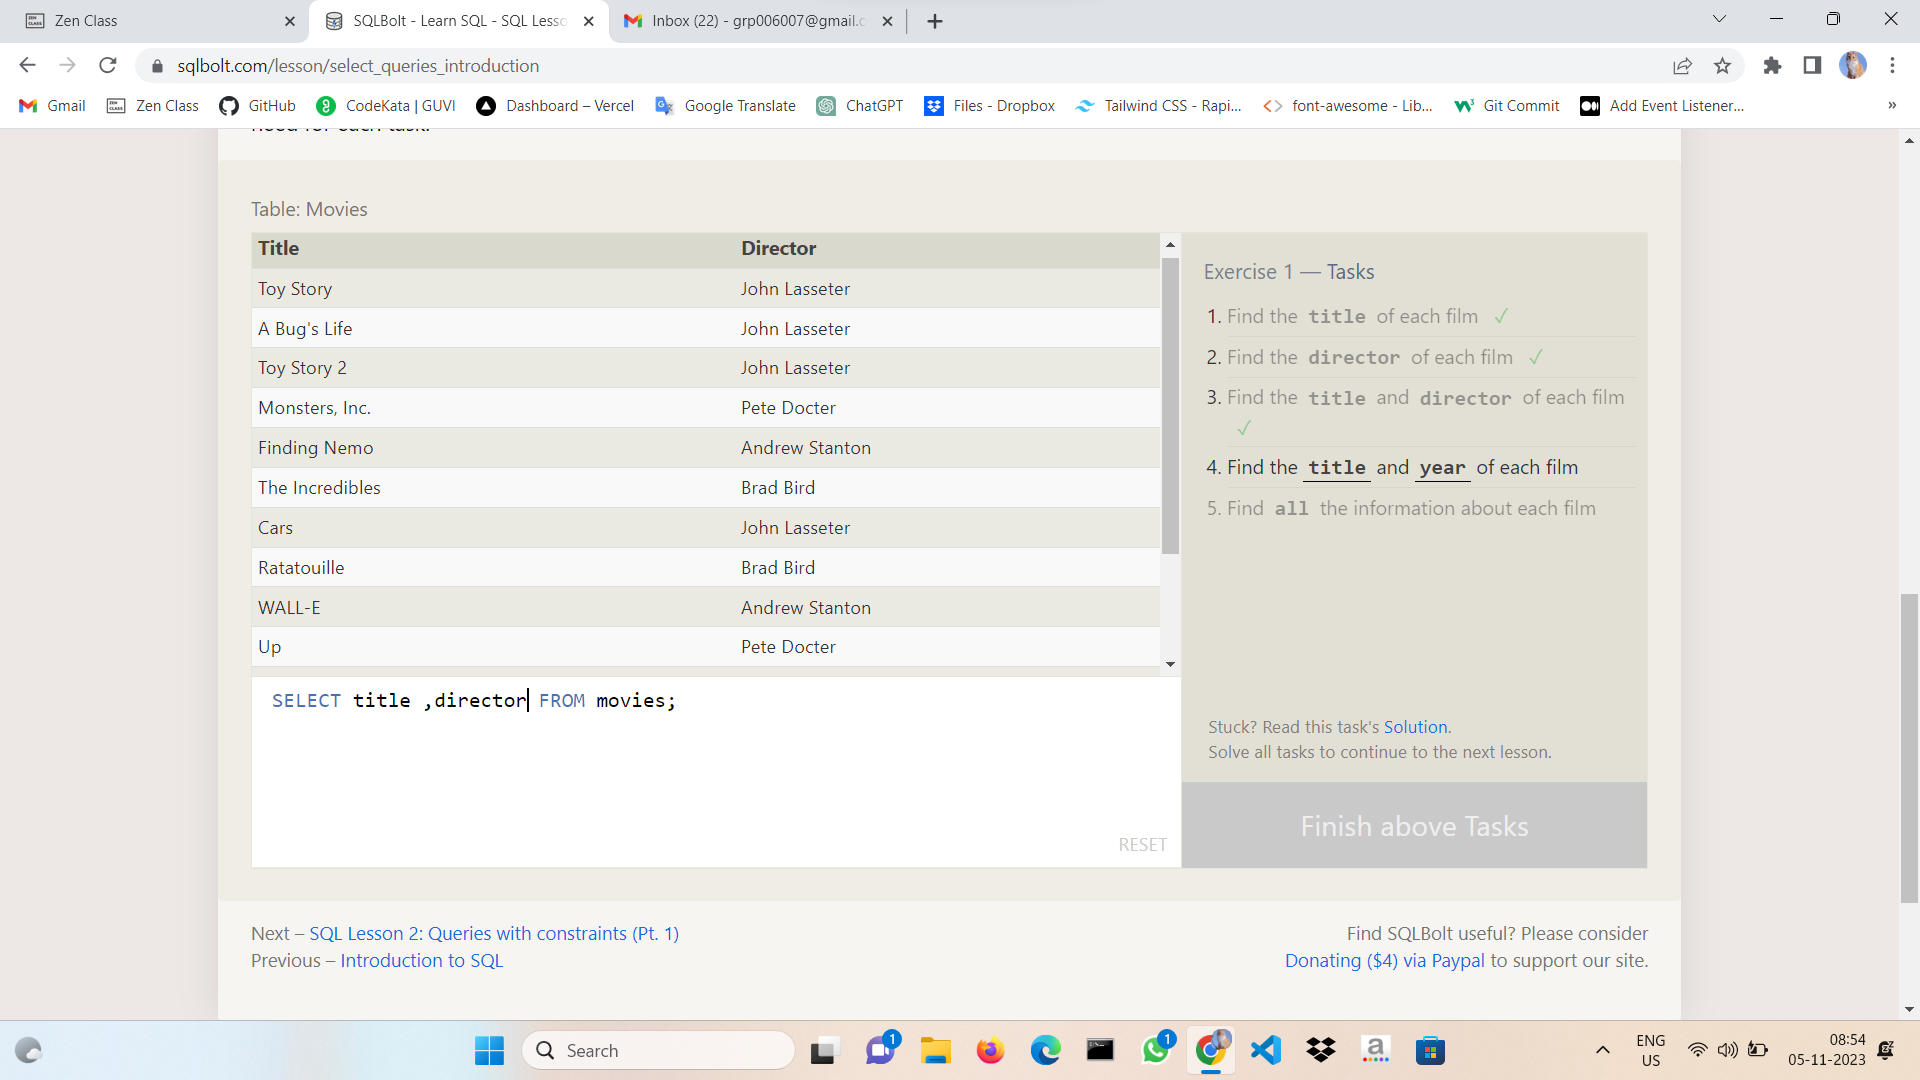 Zen Class
SQLBolt - Learn SQL - SQL Lesso
Inbox (22) - grp006007@gmail.c
sqlbolt.com/lesson/select_queries_introduction
Gmail
Zen Class
GitHub
CodeKata | GUVI
Dashboard – Vercel
Google Translate
ChatGPT
Files - Dropbox
Tailwind CSS - Rapi...
font-awesome - Lib...
Git Commit
Add Event Listener...
»
need for each task.
Table: Movies
Title Director
Toy Story John Lasseter
A Bug's Life John Lasseter
Toy Story 2 John Lasseter
Monsters, Inc. Pete Docter
Finding Nemo Andrew Stanton
The Incredibles Brad Bird
Cars John Lasseter
Ratatouille Brad Bird
WALL-E Andrew Stanton
Up Pete Docter
SELECT title ,director FROM movies;
RESET
Exercise 1 — Tasks
1. Find the title of each film ✓
2. Find the director of each film ✓
3. Find the title and director of each film
✓
4. Find the title and year of each film
5. Find all the information about each film
Stuck? Read this task's Solution.
Solve all tasks to continue to the next lesson.
Finish above Tasks
Next – SQL Lesson 2: Queries with constraints (Pt. 1)
Previous – Introduction to SQL
Find SQLBolt useful? Please consider
Donating ($4) via Paypal to support our site.
Search
1
1
ENG
US
08:54
05-11-2023